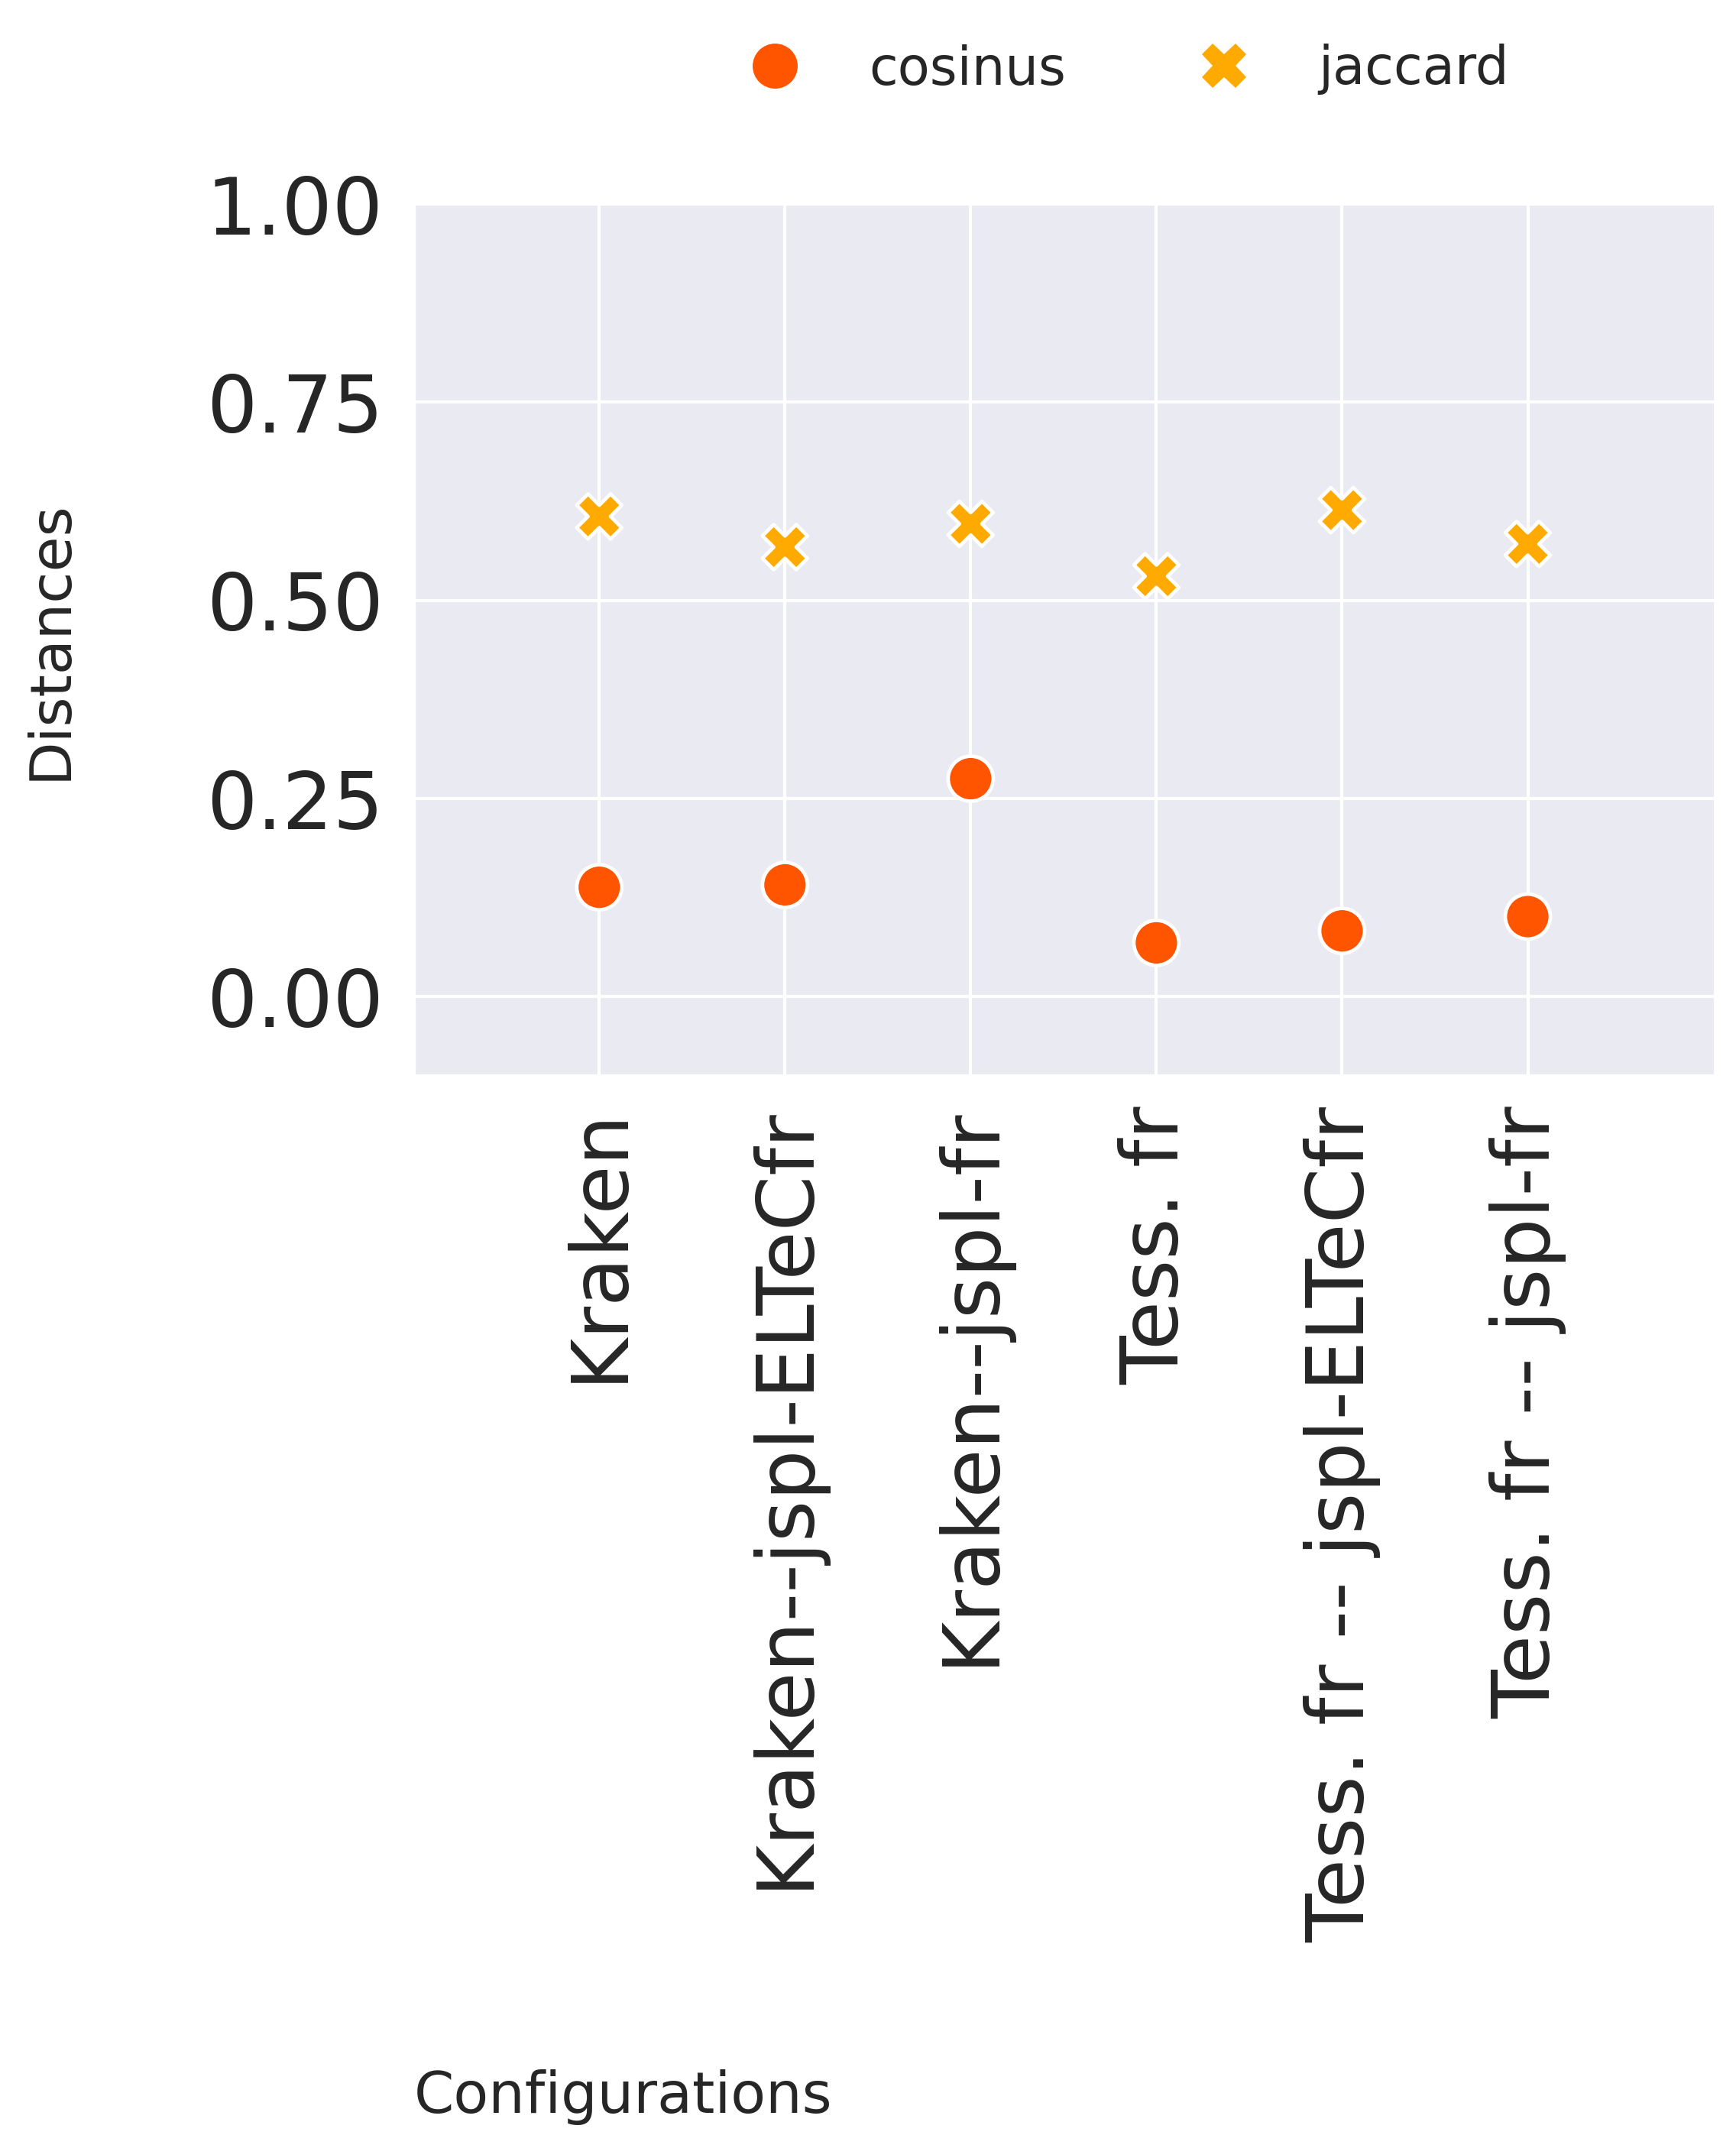 cosinus jaccard
1.00
0.75
0.50
0.25
0.00
Distances
Kraken
Kraken--jspl-ELTeCfr
Kraken--jspl-fr
Tess. fr
Tess. fr -- jspl-ELTeCfr
Tess. fr -- jspl-fr
Configurations